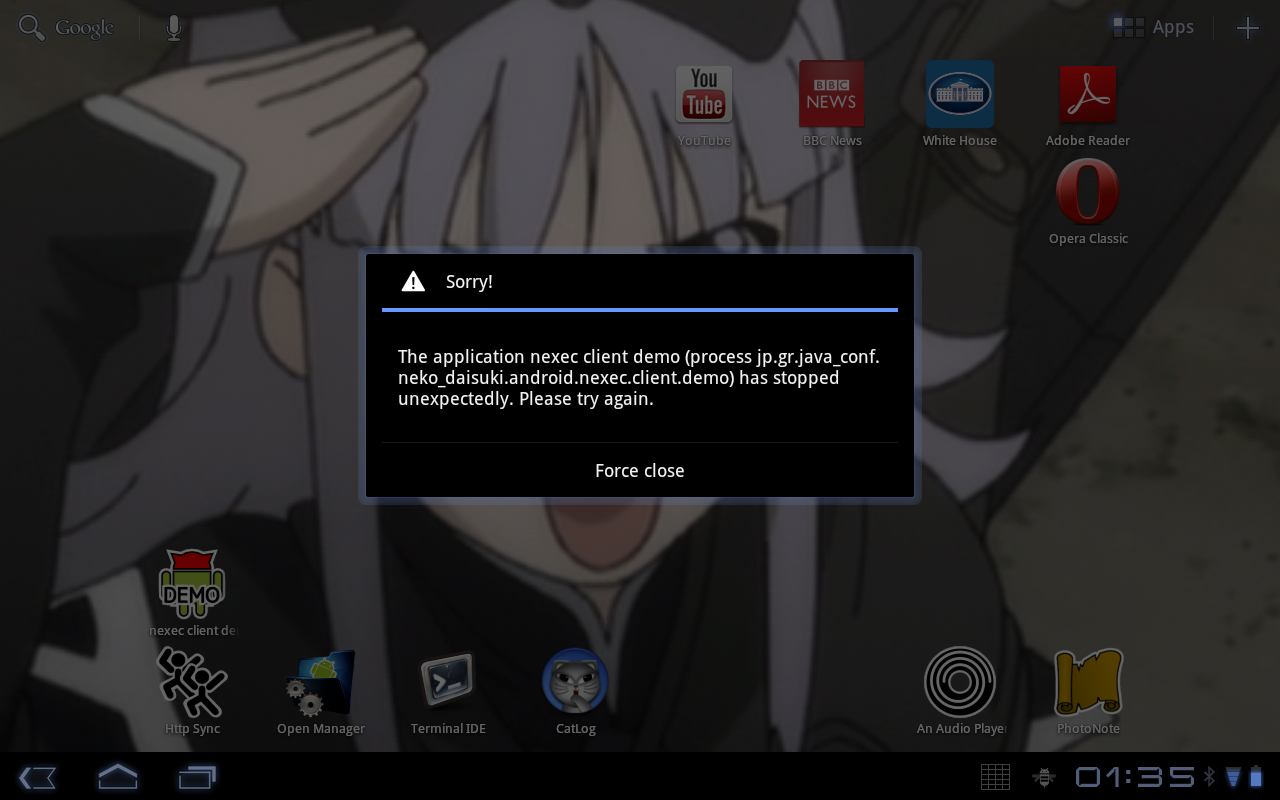 Google
Apps
You
Tube
YouTube
BBC
NEWS
BBC News
White House
Adobe Reader
Opera Classic
Sorry!
The application nexec client demo (process jp.gr.java_conf.
neko_daisuki.android.nexec.client.demo) has stopped
unexpectedly. Please try again.
Force close
DEMO
nexec client de
Http Sync
Open Manager
Terminal IDE
CatLog
An Audio Playe
PhotoNote
01:35